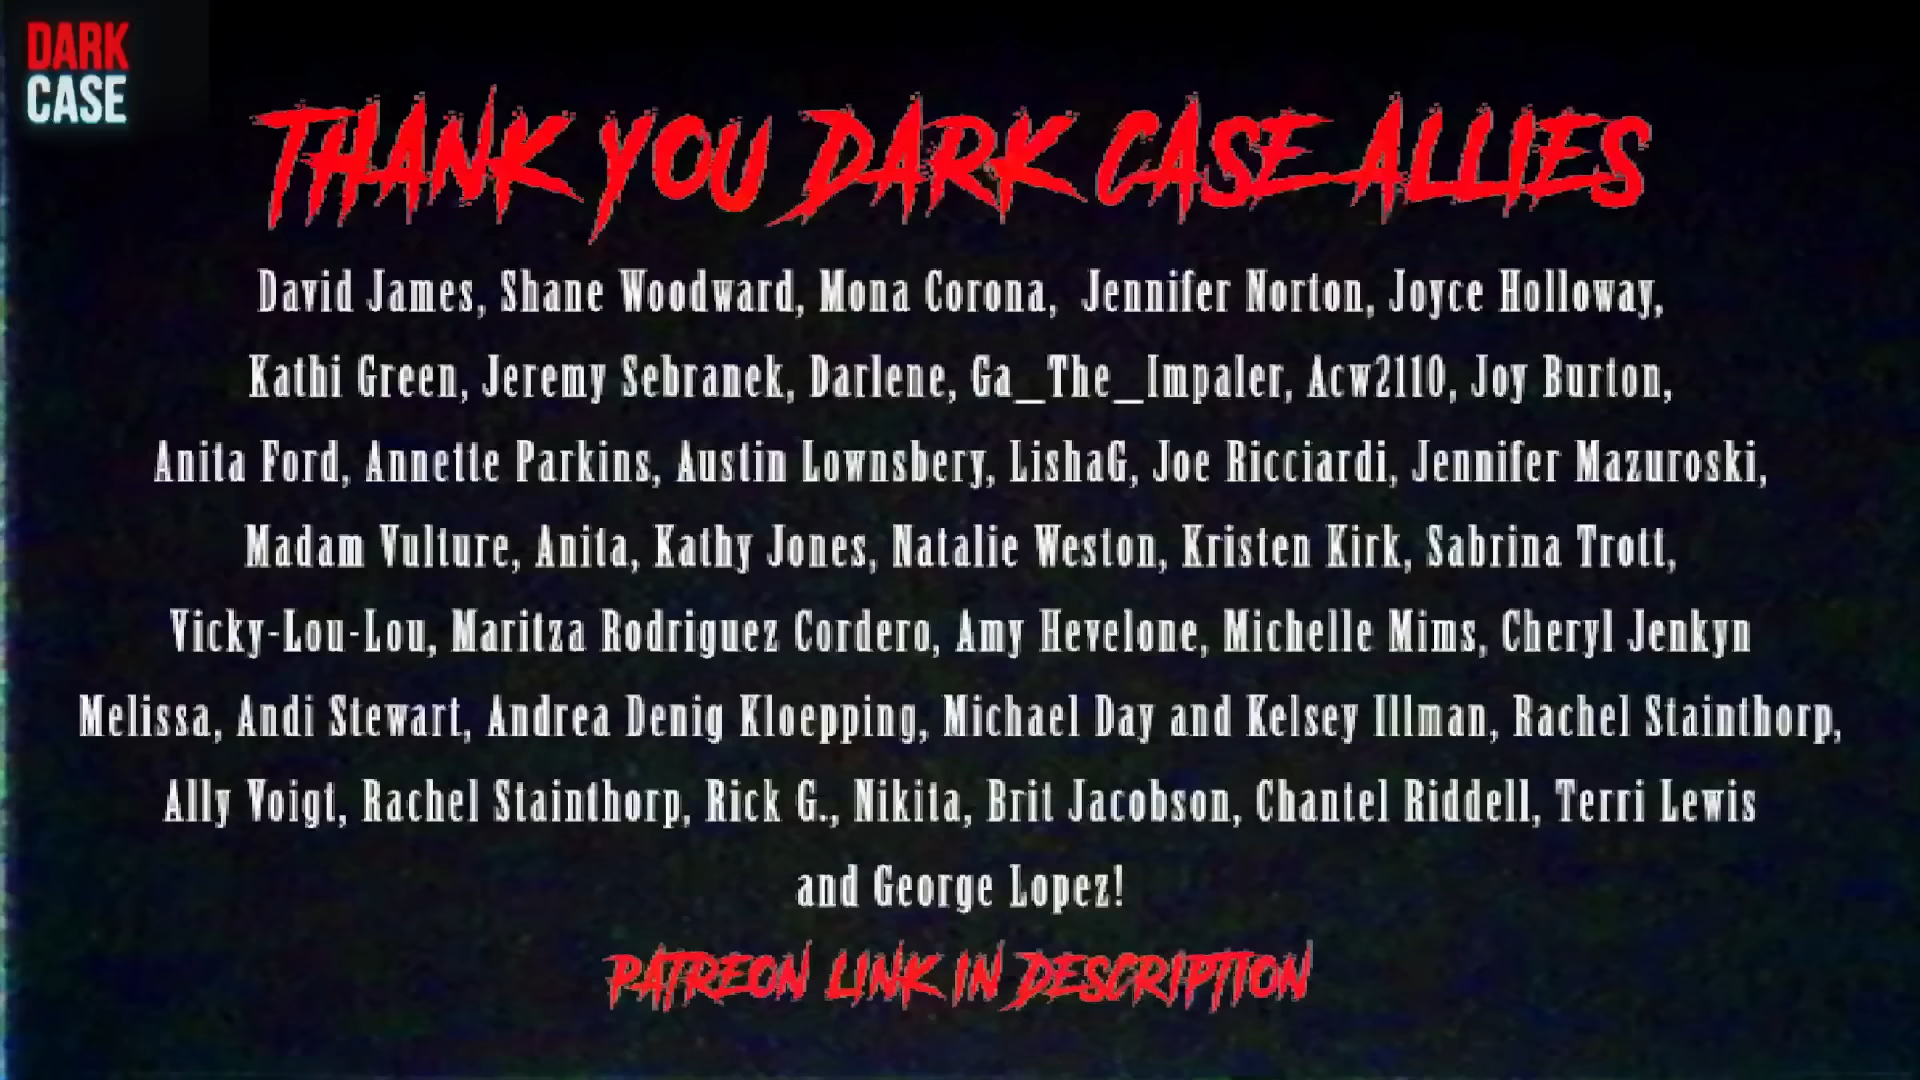 DARK
CASE
THANK YOU DARK CASE ALLIES
David James, Shane Woodward, Mona Corona, Jennifer Norton, Joyce Holloway,
Kathi Green, Jeremy Sebranek, Darlene, Ga_The_Impaler, Acw2110, Joy Burton,
Anita Ford, Annette Parkins, Austin Lownsbery, LishaG, Joe Ricciardi, Jennifer Mazuroski,
Madam Vulture, Anita, Kathy Jones, Natalie Weston, Kristen Kirk, Sabrina Trott,
Vicky-Lou-Lou, Maritza Rodriguez Cordero, Amy Hevelone, Michelle Mims, Cheryl Jenkyn
Melissa, Andi Stewart, Andrea Denig Kloepping, Michael Day and Kelsey Illman, Rachel Stainthorp,
Ally Voigt, Rachel Stainthorp, Rick G., Nikita, Brit Jacobson, Chantel Riddell, Terri Lewis
and George Lopez!
PATREON LINK IN DESCRIPTION